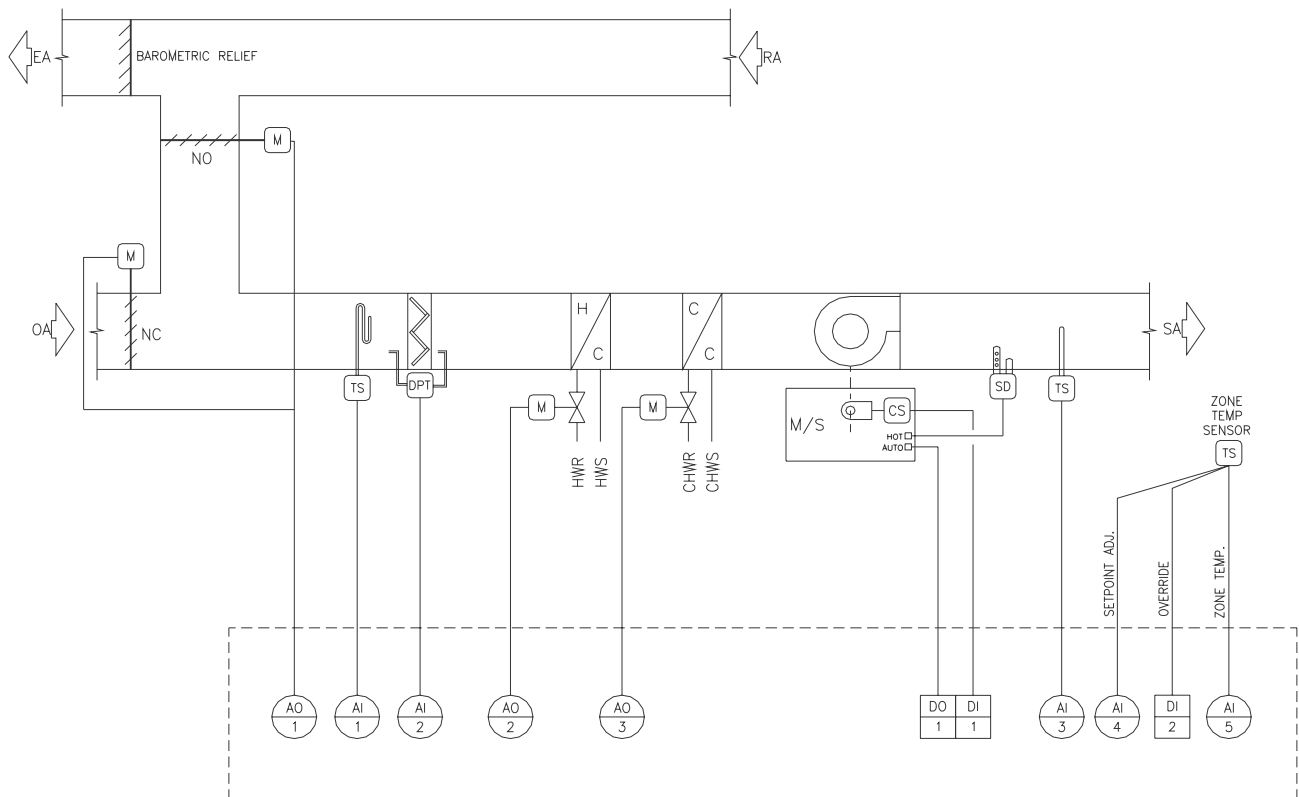 EA
BAROMETRIC RELIEF
RA
M
NO
M
OA
NC
H
C
C
C
SA
TS
DPT
M
M
M/S
CS
HOT
AUTO
SD
TS
ZONE
TEMP
SENSOR
TS
HWR
HWS
CHWR
CHWS
SETPOINT ADJ.
OVERRIDE
ZONE TEMP.
AO
1
AI
1
AI
2
AO
2
AO
3
DO
1
DI
1
AI
3
AI
4
DI
2
AI
5